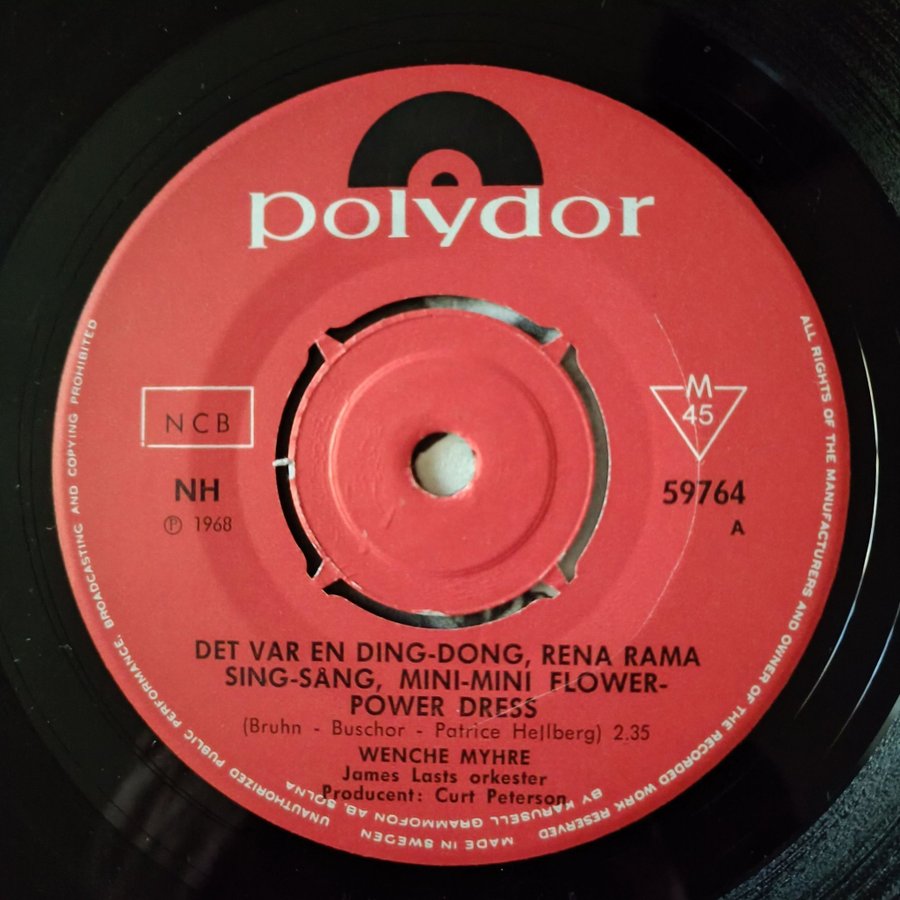 polydor
NCB
NH
℗ 1968
M
45
59764
A
DET VAR EN DING-DONG, RENA RAMA
SING-SÅNG, MINI-MINI FLOWER-
POWER DRESS
(Bruhn - Buschor - Patrice Hellberg) 2.35
WENCHE MYHRE
James Lasts orkester
Producent: Curt Peterson
ALL RIGHTS OF THE MANUFACTURERS AND OWNER OF THE RECORDED WORK RESERVED
UNAUTHORIZED PUBLIC PERFORMANCE, BROADCASTING AND COPYING PROHIBITED
BY KARUSELL GRAMMOFON AB, SOLNA
MADE IN SWEDEN